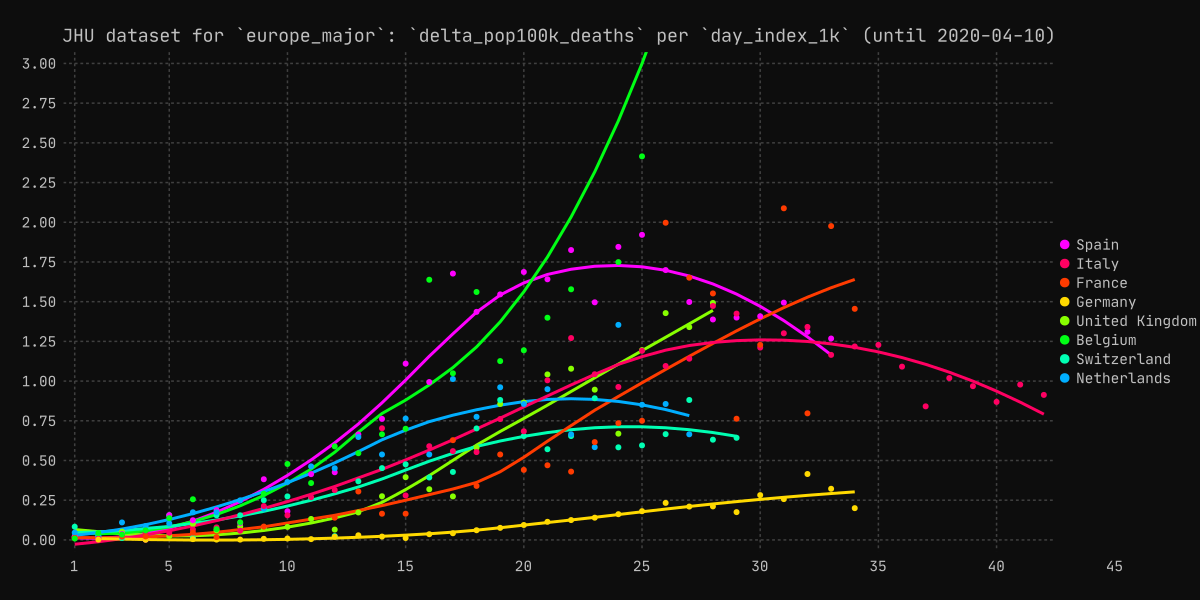 JHU dataset for `europe_major`: `delta_pop100k_deaths` per `day_index_1k` (until 2020-04-10)
3.00
2.75
2.50
2.25
2.00
1.75
1.50
1.25
1.00
0.75
0.50
0.25
0.00
1 5 10 15 20 25 30 35 40 45
Spain
Italy
France
Germany
United Kingdom
Belgium
Switzerland
Netherlands